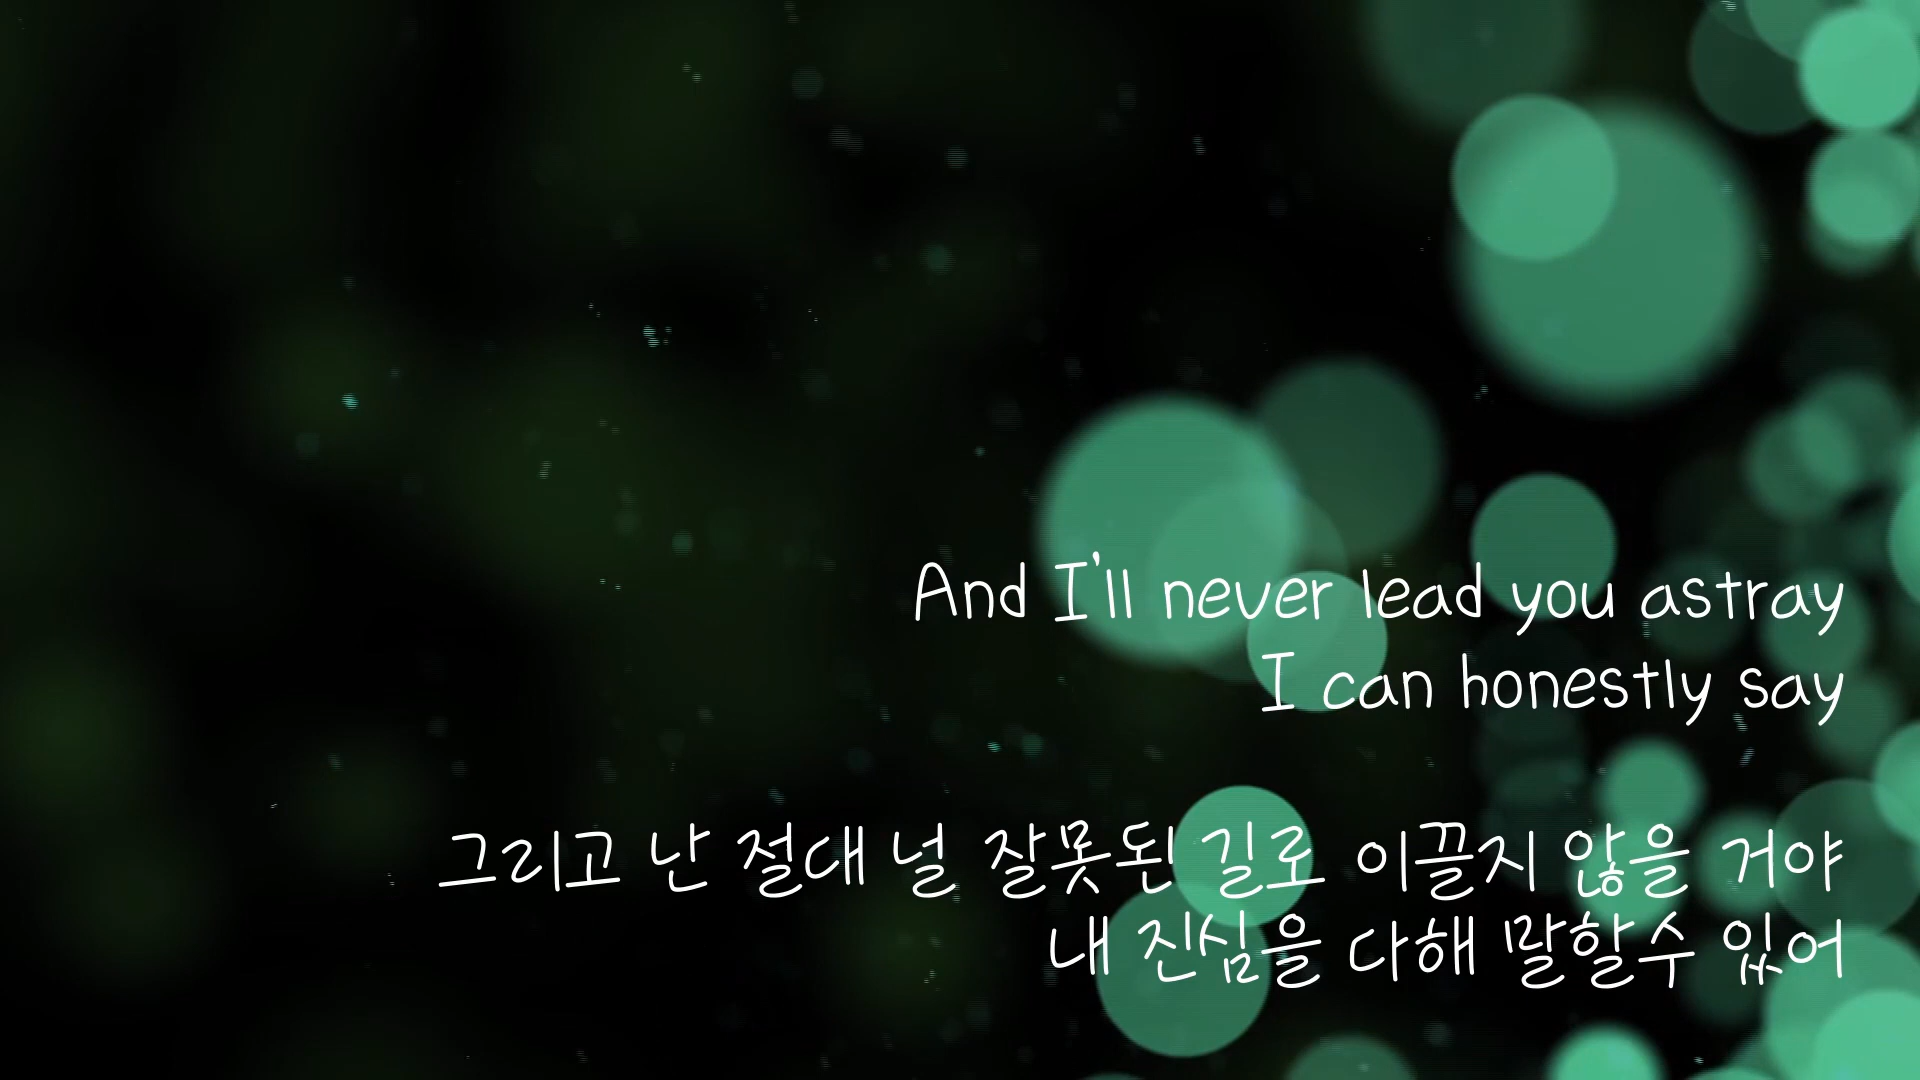 And I'll never lead you astray
I can honestly say
그리고 난 절대 널 잘못된 길로 이끌지 않을 거야
내 진심을 다해 말할수 있어